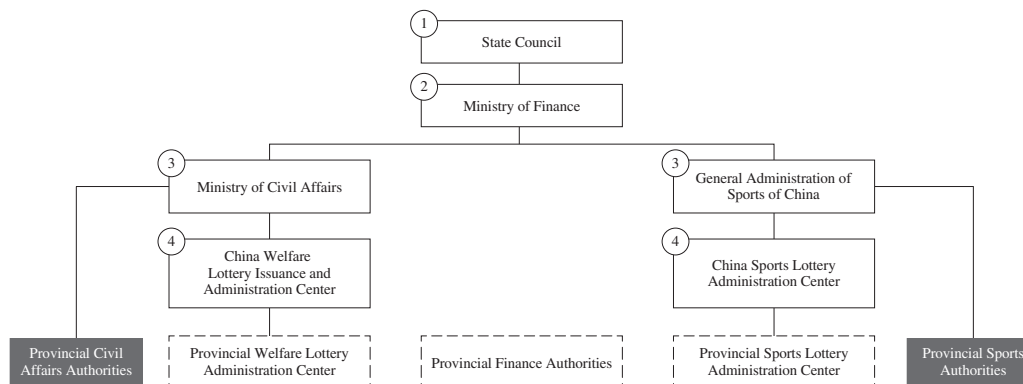 1
State Council
2
Ministry of Finance
3
Ministry of Civil Affairs
3
General Administration of
Sports of China
4
China Welfare
Lottery Issuance and
Administration Center
4
China Sports Lottery
Administration Center
Provincial Civil
Affairs Authorities
Provincial Welfare Lottery
Administration Center
Provincial Finance Authorities
Provincial Sports Lottery
Administration Center
Provincial Sports
Authorities